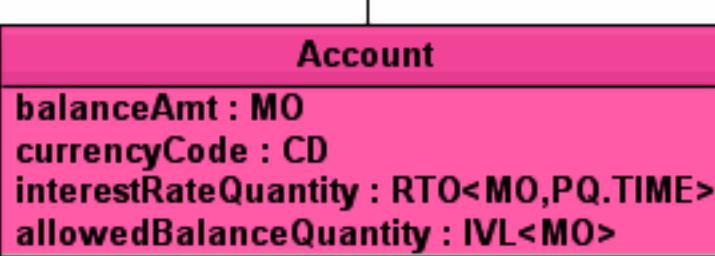 Account
balanceAmt : MO
currencyCode : CD
interestRateQuantity : RTO<MO,PQ.TIME>
allowedBalanceQuantity : IVL<MO>